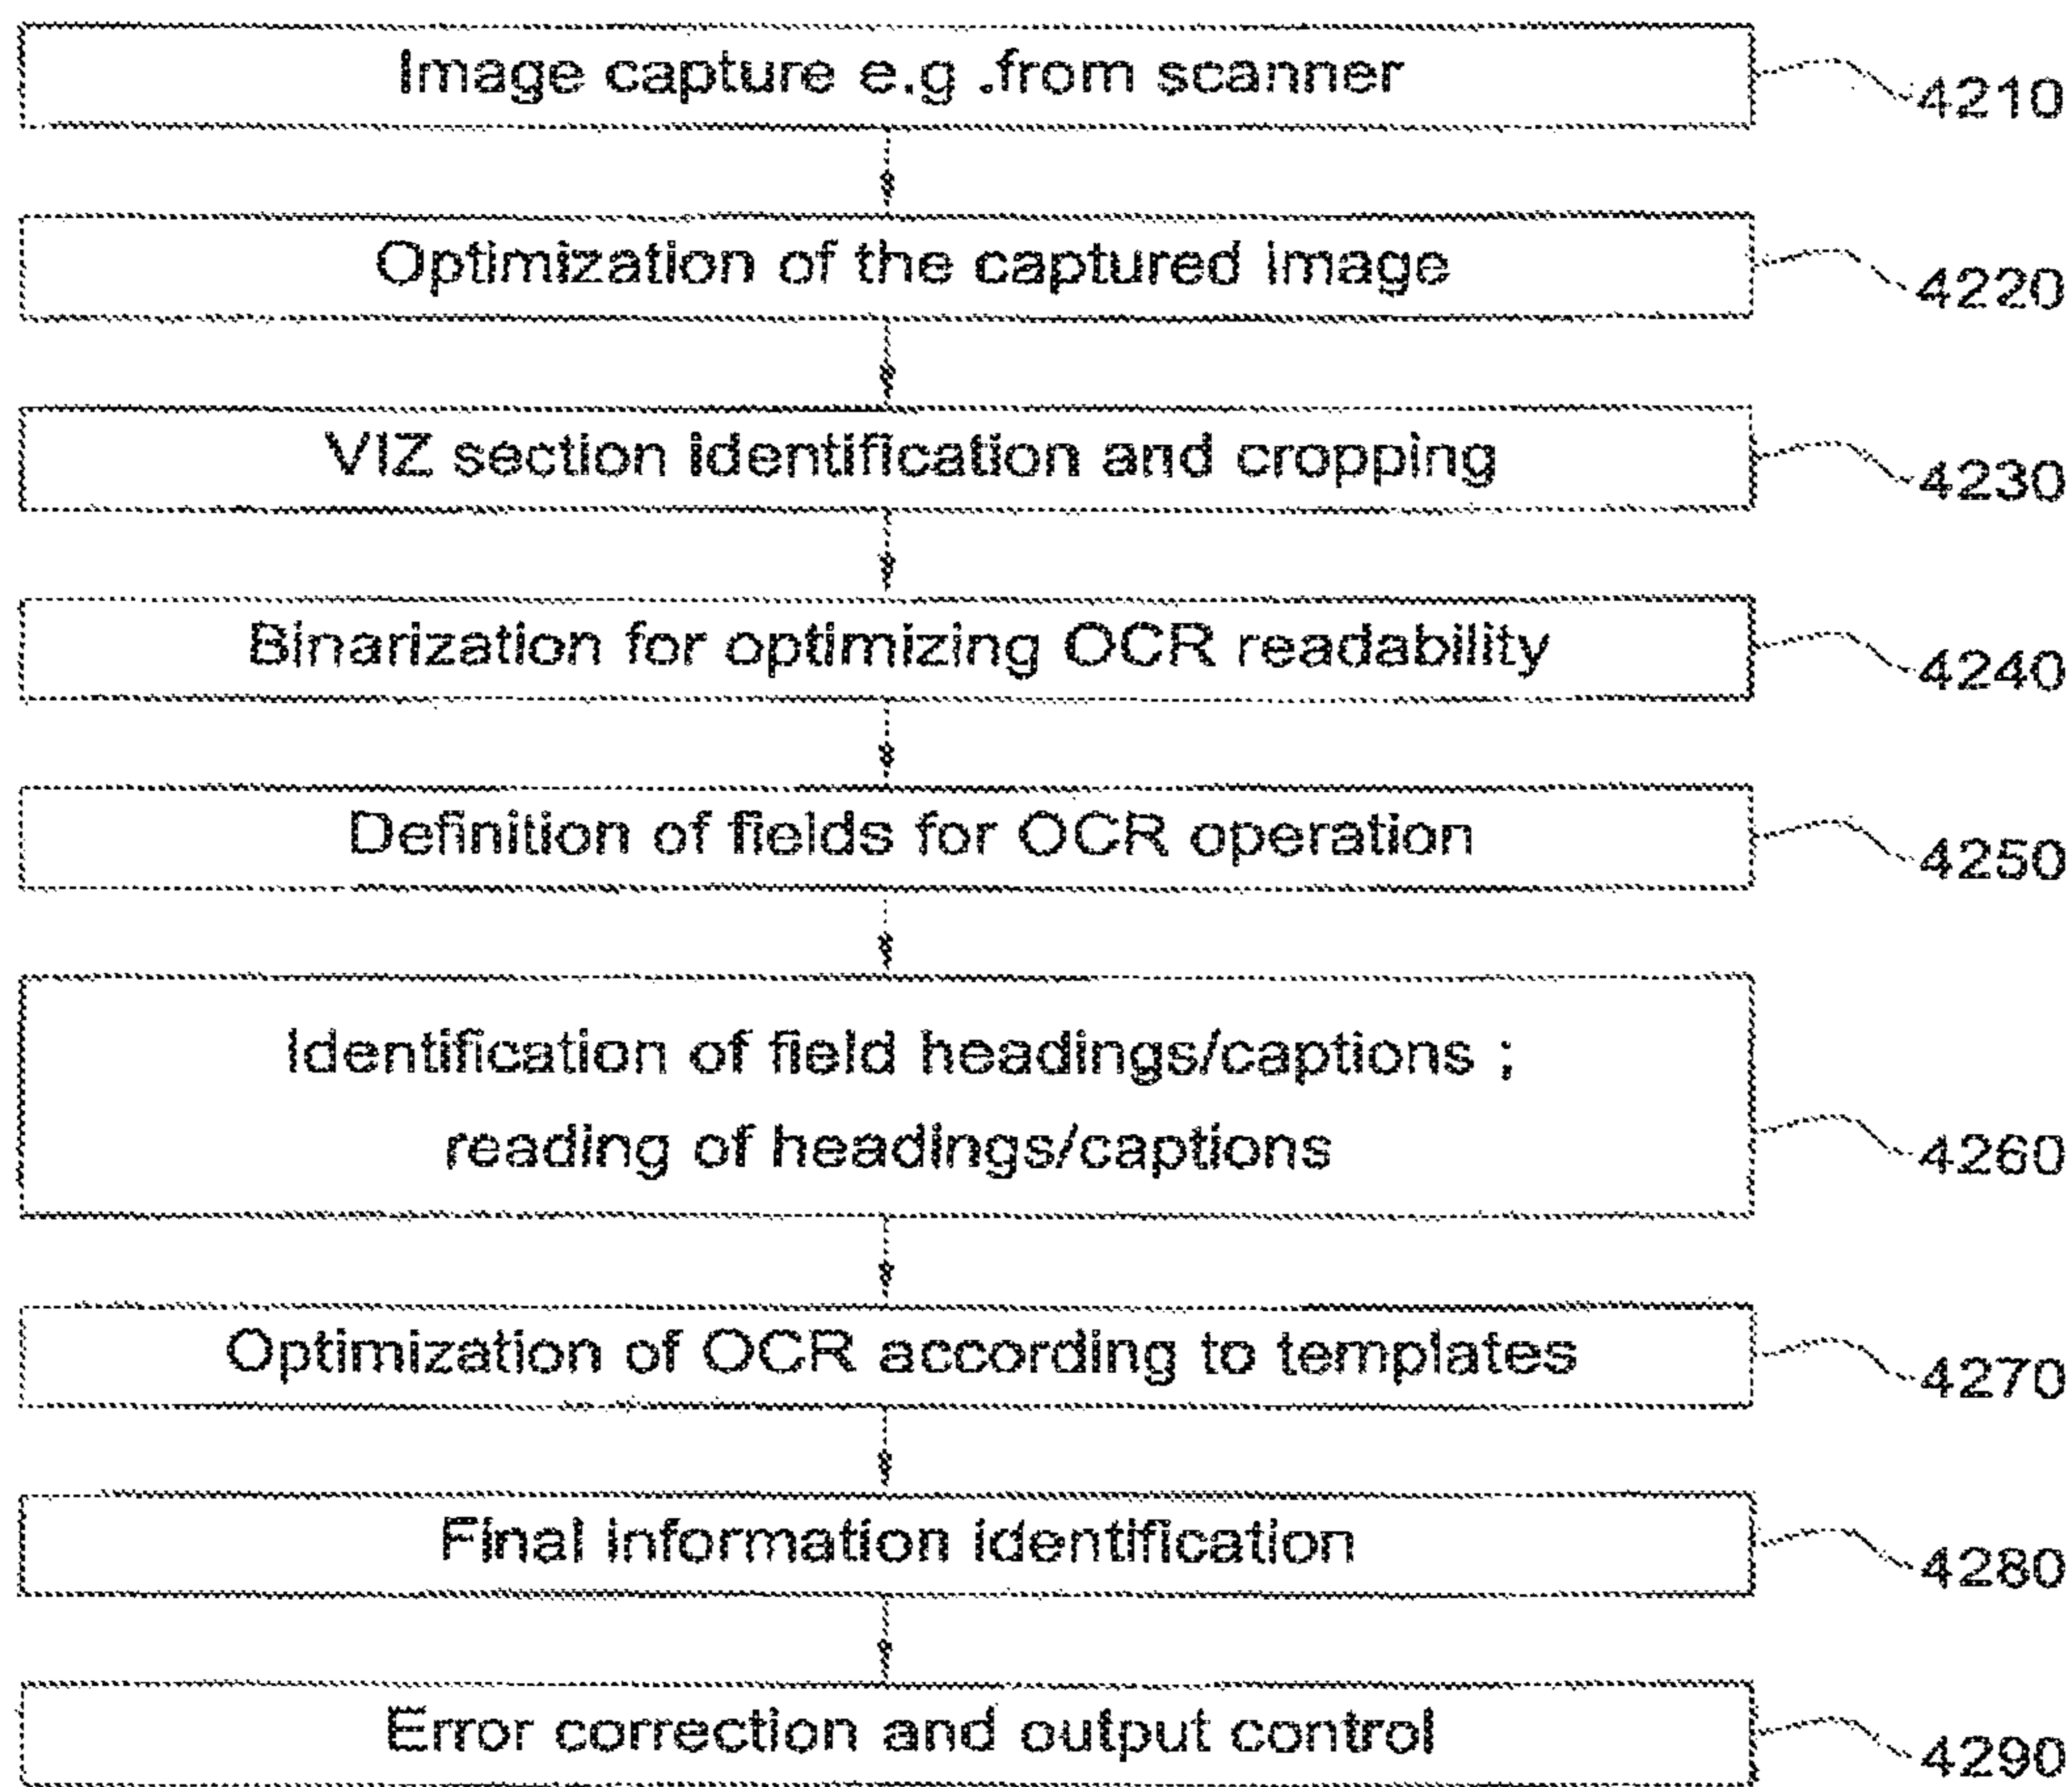 Image capture e.g .from scanner
4210
Optimization of the captured image
4220
VIZ section identification and cropping
4230
Binarization for optimizing OCR readability
4240
Definition of fields for OCR operation
4250
Identification of field headings/captions ;
reading of headings/captions
4260
Optimization of OCR according to templates
4270
Final information identification
4280
Error correction and output control
4290